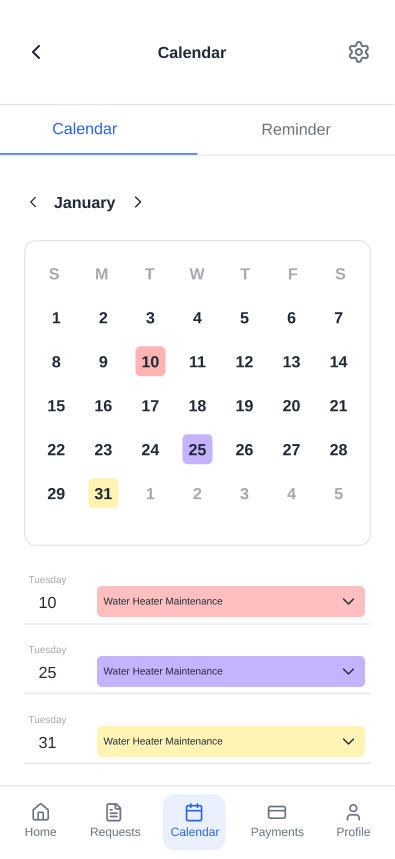 Calendar
Calendar Reminder
January
S M T W T F S
1 2 3 4 5 6 7
8 9 10 11 12 13 14
15 16 17 18 19 20 21
22 23 24 25 26 27 28
29 31 1 2 3 4 5
Tuesday
10 Water Heater Maintenance
Tuesday
25 Water Heater Maintenance
Tuesday
31 Water Heater Maintenance
Home Requests Calendar Payments Profile